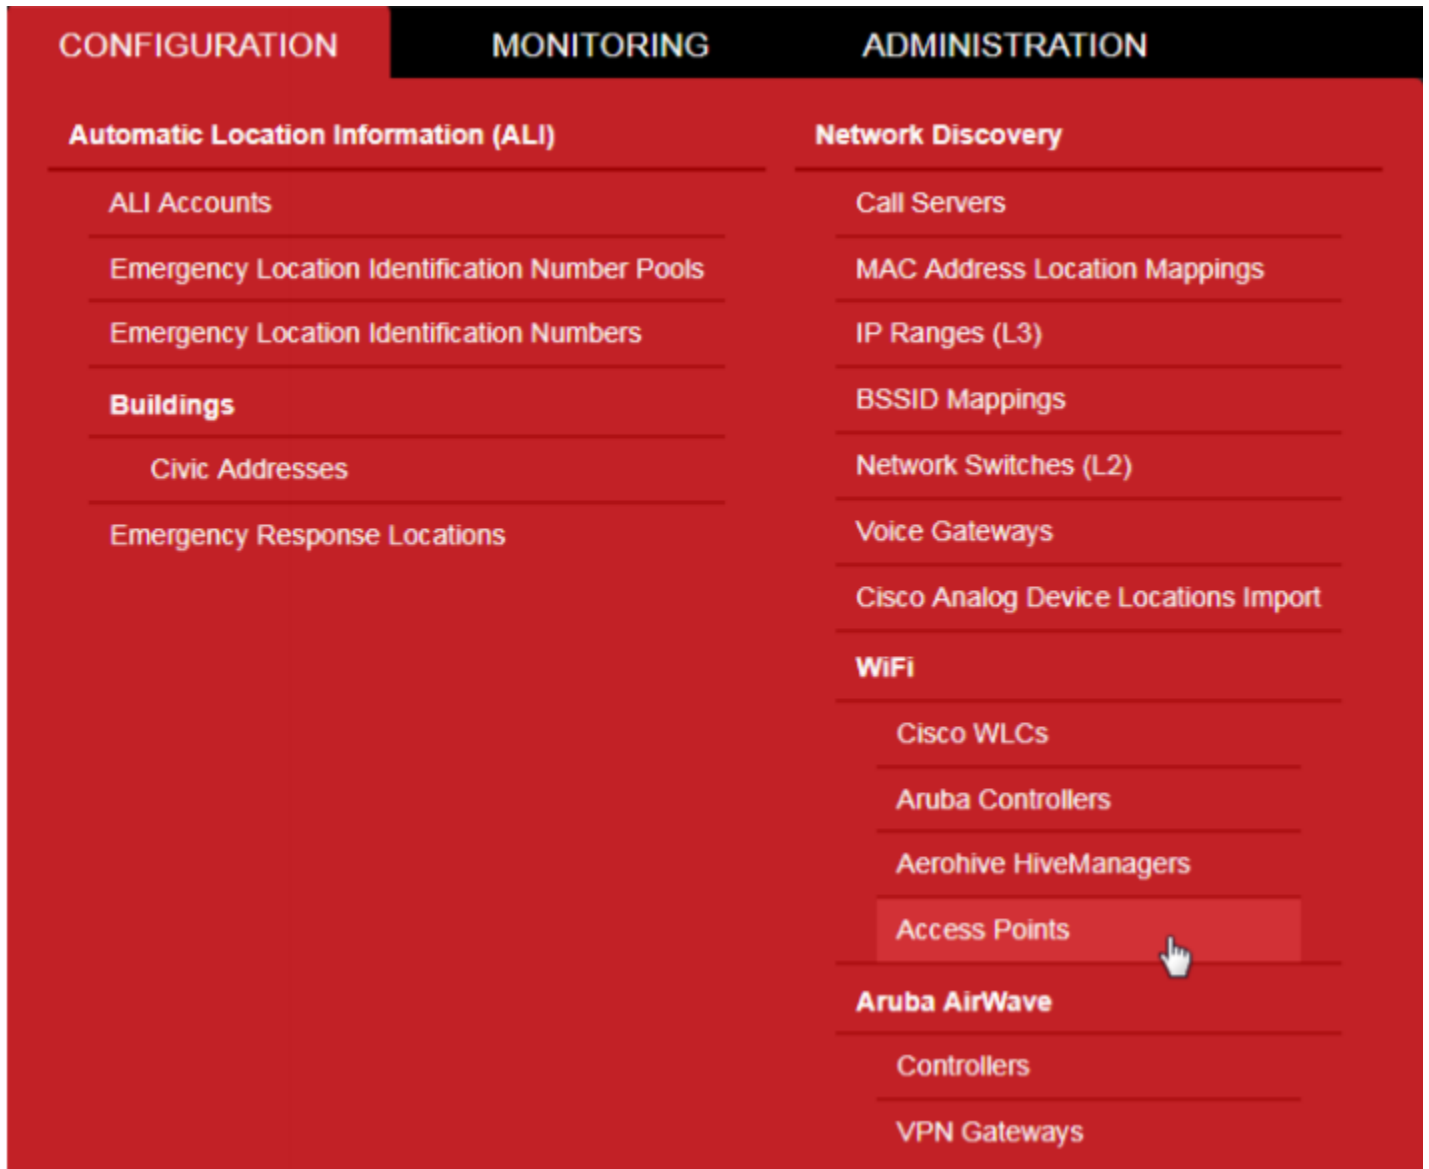 CONFIGURATION
MONITORING
ADMINISTRATION
Automatic Location Information (ALI)
ALI Accounts
Emergency Location Identification Number Pools
Emergency Location Identification Numbers
Buildings
Civic Addresses
Emergency Response Locations
Network Discovery
Call Servers
MAC Address Location Mappings
IP Ranges (L3)
BSSID Mappings
Network Switches (L2)
Voice Gateways
Cisco Analog Device Locations Import
WiFi
Cisco WLCs
Aruba Controllers
Aerohive HiveManagers
Access Points
Aruba AirWave
Controllers
VPN Gateways